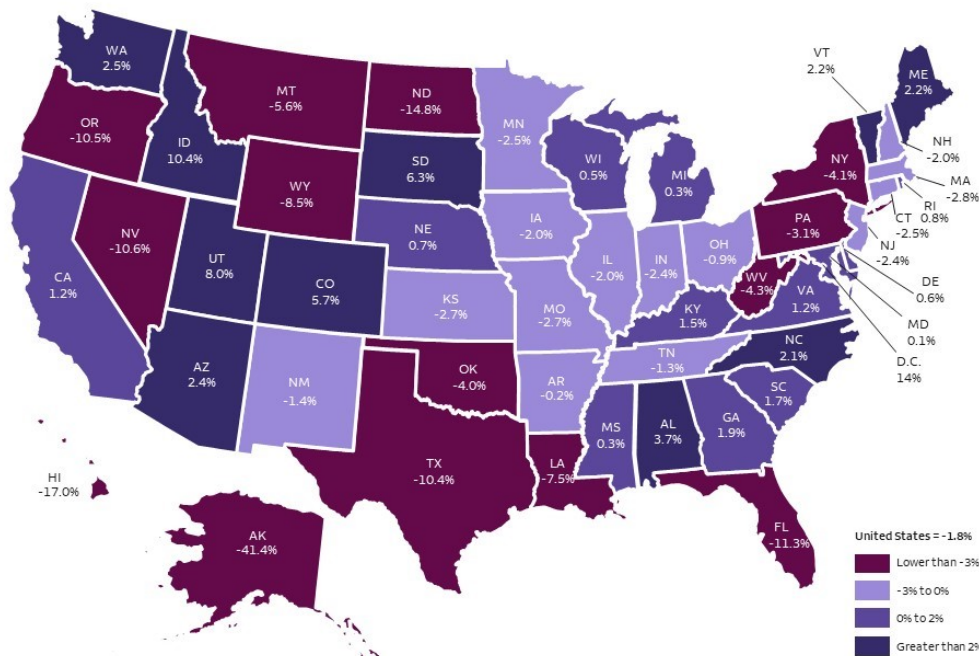 WA
2.5%
OR
-10.5%
CA
1.2%
NV
-10.6%
ID
10.4%
MT
-5.6%
WY
-8.5%
UT
8.0%
AZ
2.4%
CO
5.7%
NM
-1.4%
ND
-14.8%
SD
6.3%
NE
0.7%
KS
-2.7%
OK
-4.0%
TX
-10.4%
MN
-2.5%
IA
-2.0%
MO
-2.7%
AR
-0.2%
LA
-7.5%
WI
0.5%
IL
-2.0%
MI
0.3%
IN
-2.4%
OH
-0.9%
KY
1.5%
TN
-1.3%
MS
0.3%
AL
3.7%
GA
1.9%
FL
-11.3%
SC
1.7%
NC
2.1%
VA
1.2%
WV
-4.3%
PA
-3.1%
NY
-4.1%
VT
2.2%
ME
2.2%
NH
-2.0%
MA
-2.8%
RI
0.8%
CT
-2.5%
NJ
-2.4%
DE
0.6%
MD
0.1%
D.C.
14%
HI
-17.0%
AK
-41.4%
United States = -1.8%
Lower than -3%
-3% to 0%
0% to 2%
Greater than 2%